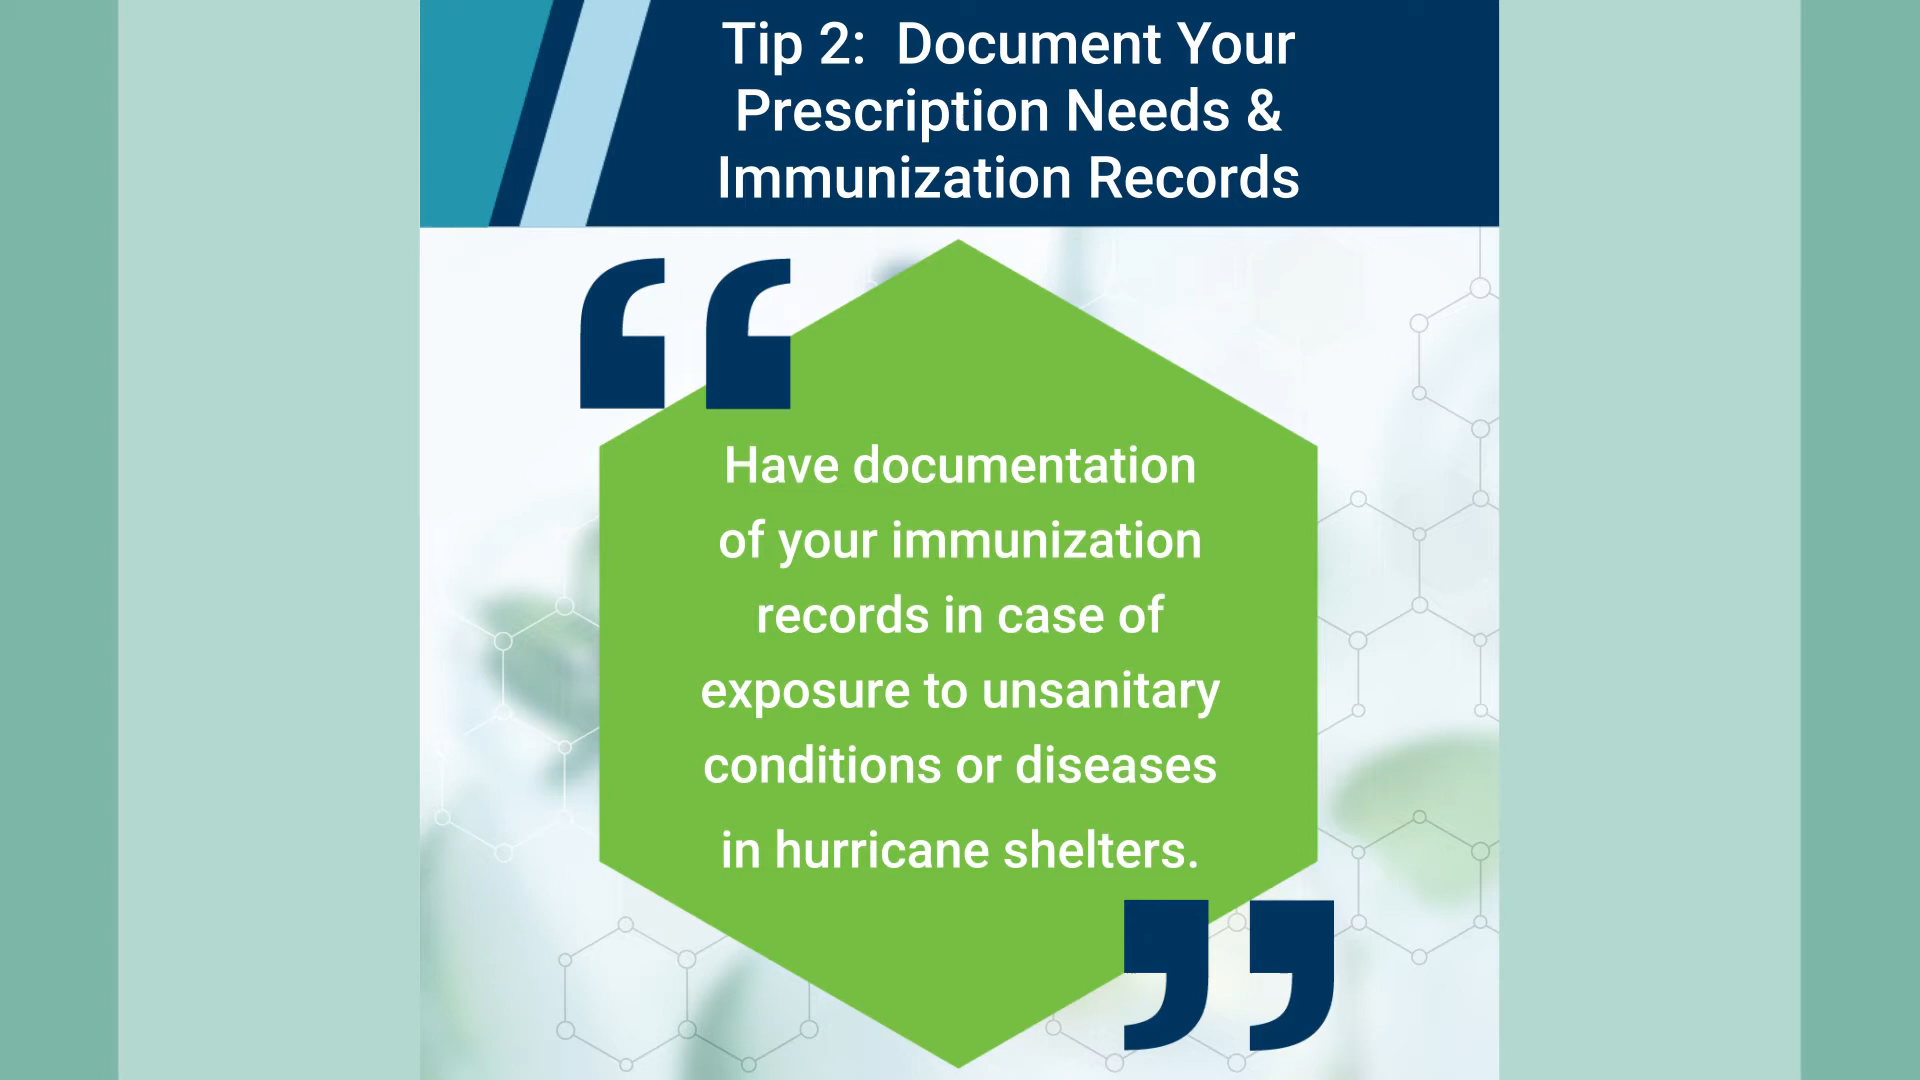 Tip 2:  Document Your
Prescription Needs &
Immunization Records
“
Have documentation
of your immunization
records in case of
exposure to unsanitary
conditions or diseases
in hurricane shelters.
”